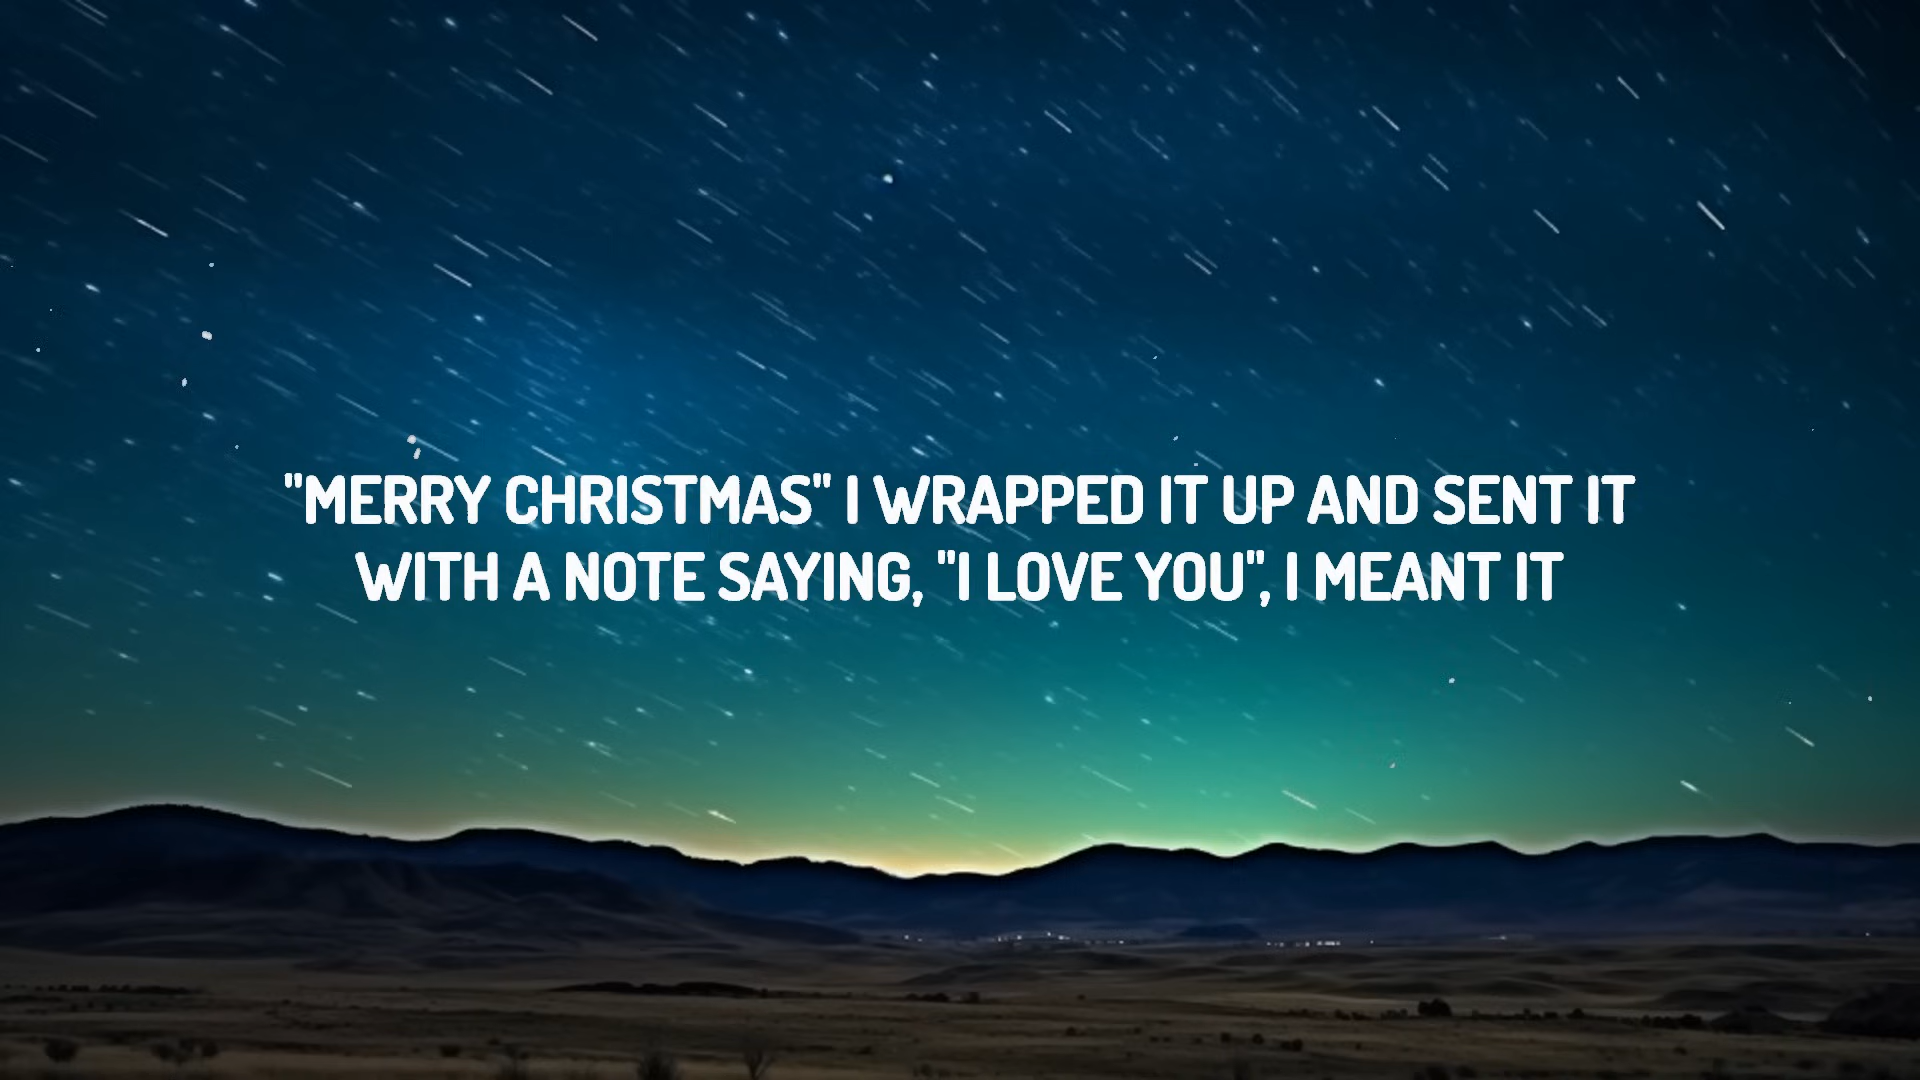 "MERRY CHRISTMAS" I WRAPPED IT UP AND SENT IT
WITH A NOTE SAYING, "I LOVE YOU", I MEANT IT